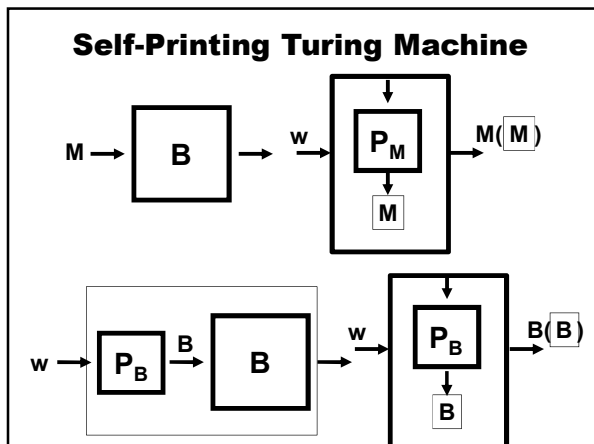 Self-Printing Turing Machine
M B w P_M M( M )
M
w P_B B B w P_B B( B )
B